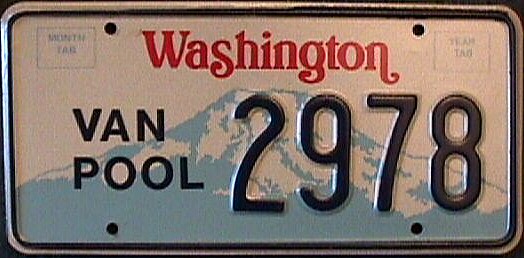 MONTH TAB
Washington
YEAR TAB
VAN POOL
2978